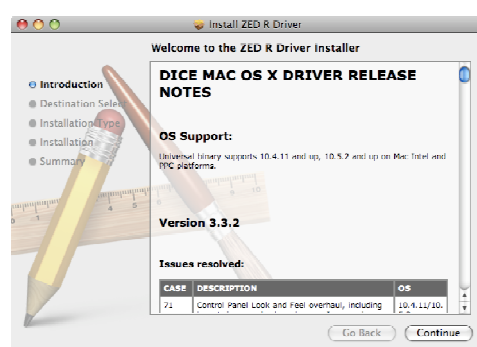 Install ZED R Driver
Welcome to the ZED R Driver Installer
Introduction
Destination Select
Installation Type
Installation
Summary
DICE MAC OS X DRIVER RELEASE
NOTES
OS Support:
Universal binary supports 10.4.11 and up, 10.5.2 and up on Mac Intel and
PPC platforms.
Version 3.3.2
Issues resolved:
CASE DESCRIPTION OS
71 Control Panel Look and Feel overhaul, including 10.4.11/10.
Go Back Continue